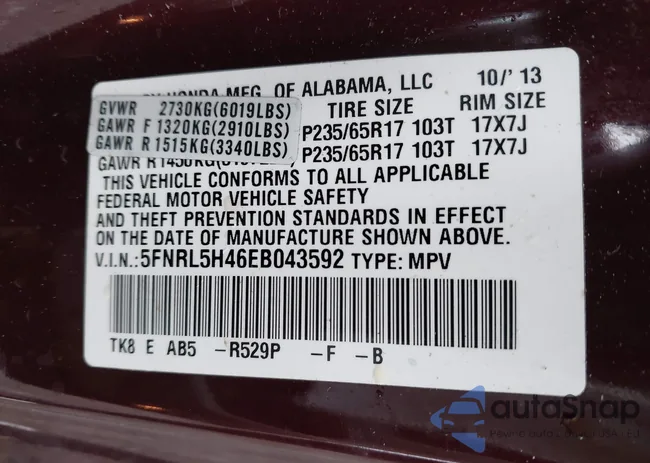 HONDA MFG. OF ALABAMA, LLC 10/'13
GVWR 2730KG(6019LBS) TIRE SIZE RIM SIZE
GAWR F 1320KG(2910LBS) P235/65R17 103T 17X7J
GAWR R 1515KG(3340LBS) P235/65R17 103T 17X7J
GAWR R
THIS VEHICLE CONFORMS TO ALL APPLICABLE
FEDERAL MOTOR VEHICLE SAFETY
AND THEFT PREVENTION STANDARDS IN EFFECT
ON THE DATE OF MANUFACTURE SHOWN ABOVE.
V.I.N.: 5FNRL5H46EB043592 TYPE: MPV
TK8 E AB5 -R529P -F -B
autoSnap